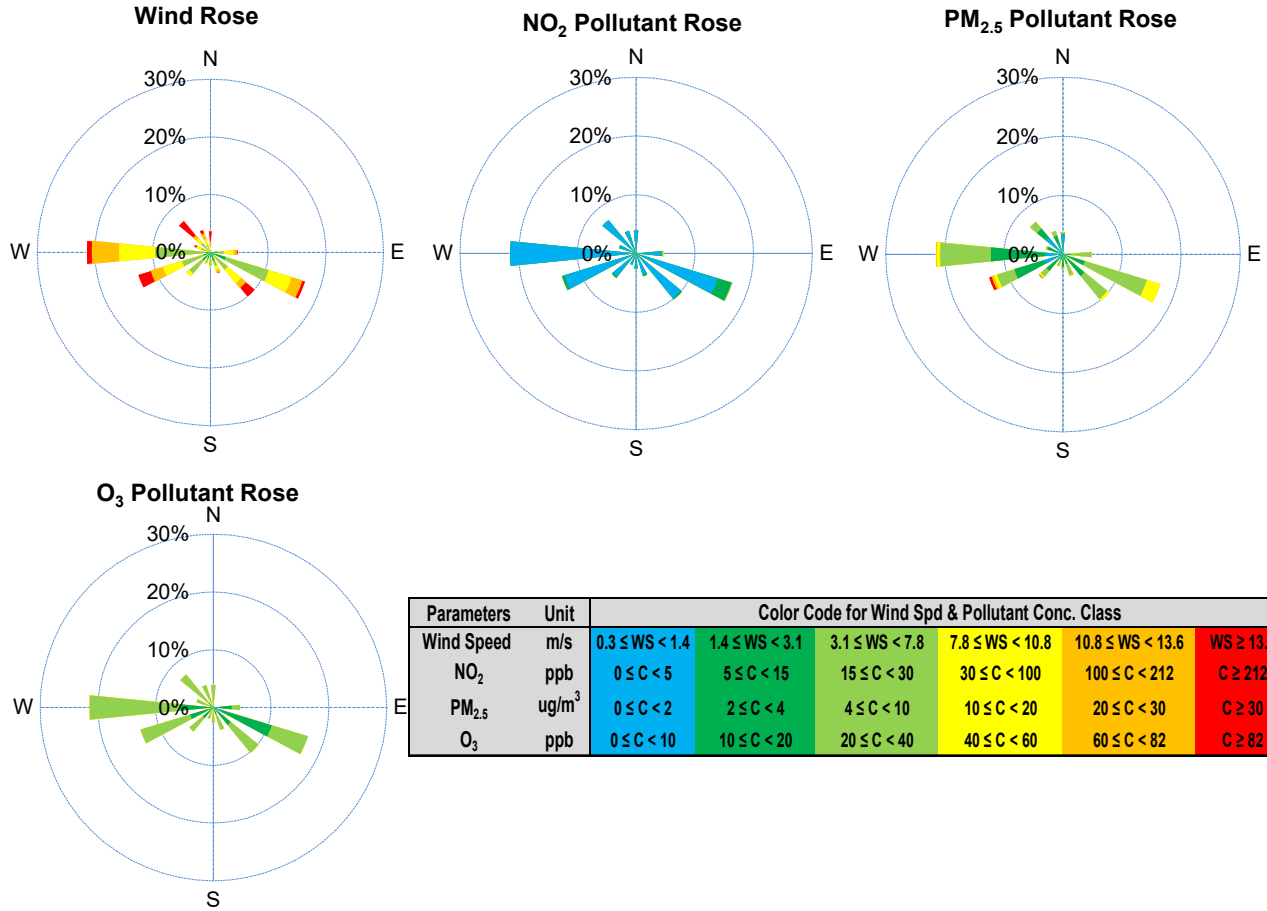 Wind Rose
N
30%
20%
10%
0%
W
E
S
NO₂ Pollutant Rose
N
30%
20%
10%
0%
W
E
S
PM₂.₅ Pollutant Rose
N
30%
20%
10%
0%
W
E
S
O₃ Pollutant Rose
N
30%
20%
10%
0%
W
E
S
Parameters Unit Color Code for Wind Spd & Pollutant Conc. Class
Wind Speed m/s 0.3 ≤ WS < 1.4 1.4 ≤ WS < 3.1 3.1 ≤ WS < 7.8 7.8 ≤ WS < 10.8 10.8 ≤ WS < 13.6 WS ≥ 13.
NO₂ ppb 0 ≤ C < 5 5 ≤ C < 15 15 ≤ C < 30 30 ≤ C < 100 100 ≤ C < 212 C ≥ 212
PM₂.₅ ug/m³ 0 ≤ C < 2 2 ≤ C < 4 4 ≤ C < 10 10 ≤ C < 20 20 ≤ C < 30 C ≥ 30
O₃ ppb 0 ≤ C < 10 10 ≤ C < 20 20 ≤ C < 40 40 ≤ C < 60 60 ≤ C < 82 C ≥ 82